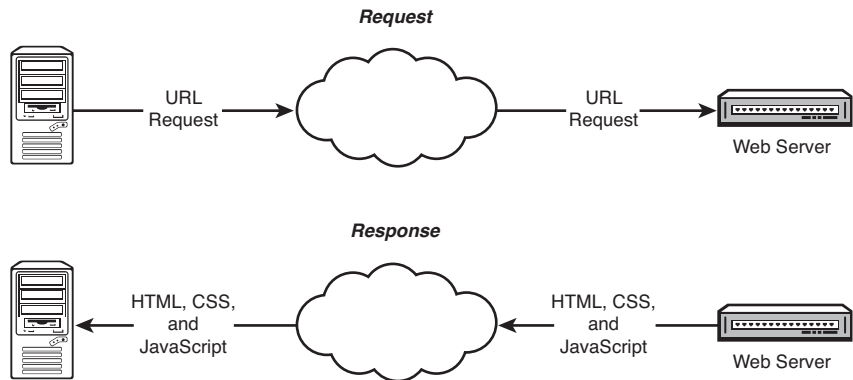 Request
URL
Request
URL
Request
Web Server
Response
HTML, CSS,
and
JavaScript
HTML, CSS,
and
JavaScript
Web Server